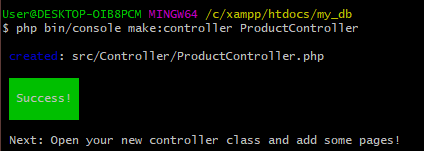 User@DESKTOP-OIB8PCM MINGW64 /c/xampp/htdocs/my_db
$ php bin/console make:controller ProductController
created: src/Controller/ProductController.php
Success!
Next: Open your new controller class and add some pages!